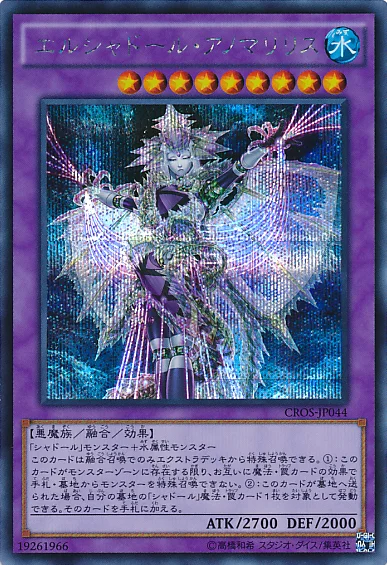 エルシャドール・アノマリリス
水
CROS-JP044
【悪魔族／融合／効果】
「シャドール」モンスター＋水属性モンスター
このカードは融合召喚でのみエクストラデッキから特殊召喚できる。①：この
カードがモンスターゾーンに存在する限り、お互いに魔法・罠カードの効果で
手札・墓地からモンスターを特殊召喚できない。②：このカードが墓地へ送
られた場合、自分の墓地の「シャドール」魔法・罠カード１枚を対象として発動
できる。そのカードを手札に加える。
ATK/2700 DEF/2000
19261966 ©高橋和希 スタジオ・ダイス/集英社